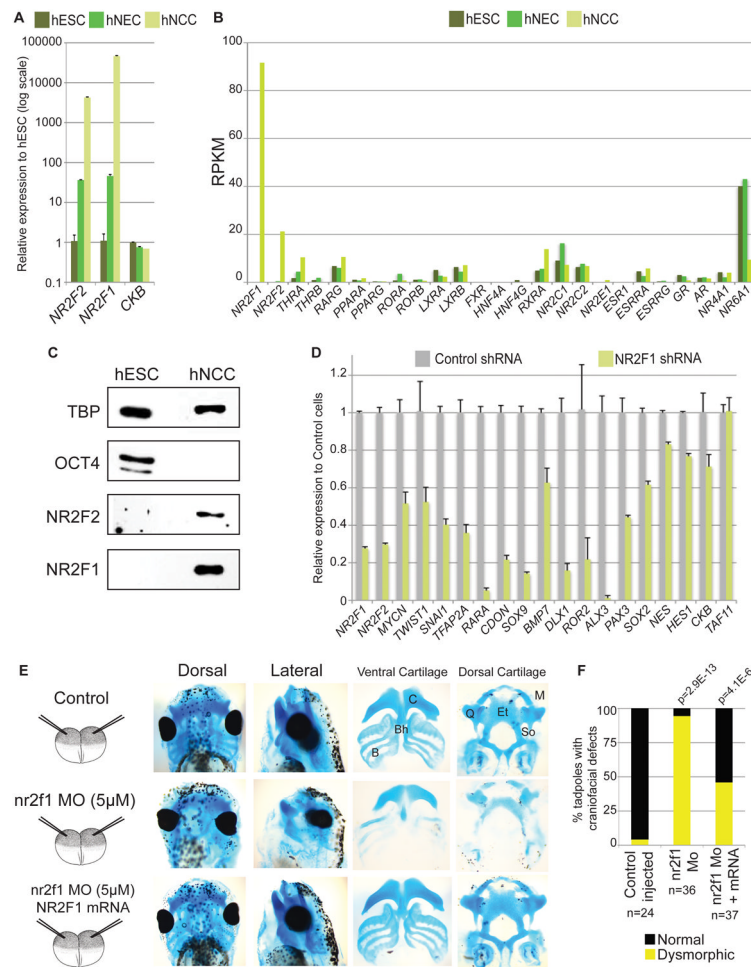 A
hESC hNEC hNCC
Relative expression to hESC (log scale)
100000
10000
1000
100
10
1
0.1
NR2F2
NR2F1
CKB
B
hESC hNEC hNCC
RPKM
100
80
60
40
20
0
NR2F1
NR2F2
THRA
THRB
RARG
PPARA
PPARG
RORA
RORB
LXRA
LXRB
FXR
HNF4A
HNF4G
RXRA
NR2C1
NR2C2
NR2E1
ESR1
ESRRA
ESRRG
GR
AR
NR4A1
NR6A1
C
hESC hNCC
TBP
OCT4
NR2F2
NR2F1
D
Control shRNA NR2F1 shRNA
Relative expression to Control cells
1.2
1
0.8
0.6
0.4
0.2
0
NR2F1
NR2F2
MYCN
TWIST1
SNAI1
TFAP2A
RARA
CDON
SOX9
BMP7
DLX1
ROR2
ALX3
PAX3
SOX2
NES
HES1
CKB
TAF11
E
Dorsal Lateral Ventral Cartilage Dorsal Cartilage
Control
C
Bh
B
M
Q
Et
So
nr2f1 MO (5µM)
nr2f1 MO (5µM)
NR2F1 mRNA
F
p=2.9E-13
p=4.1E-6
% tadpoles with
craniofacial defects
100
75
50
25
0
Control
injected
n=24
nr2f1
Mo
n=36
nr2f1 Mo
+ mRNA
n=37
Normal
Dysmorphic